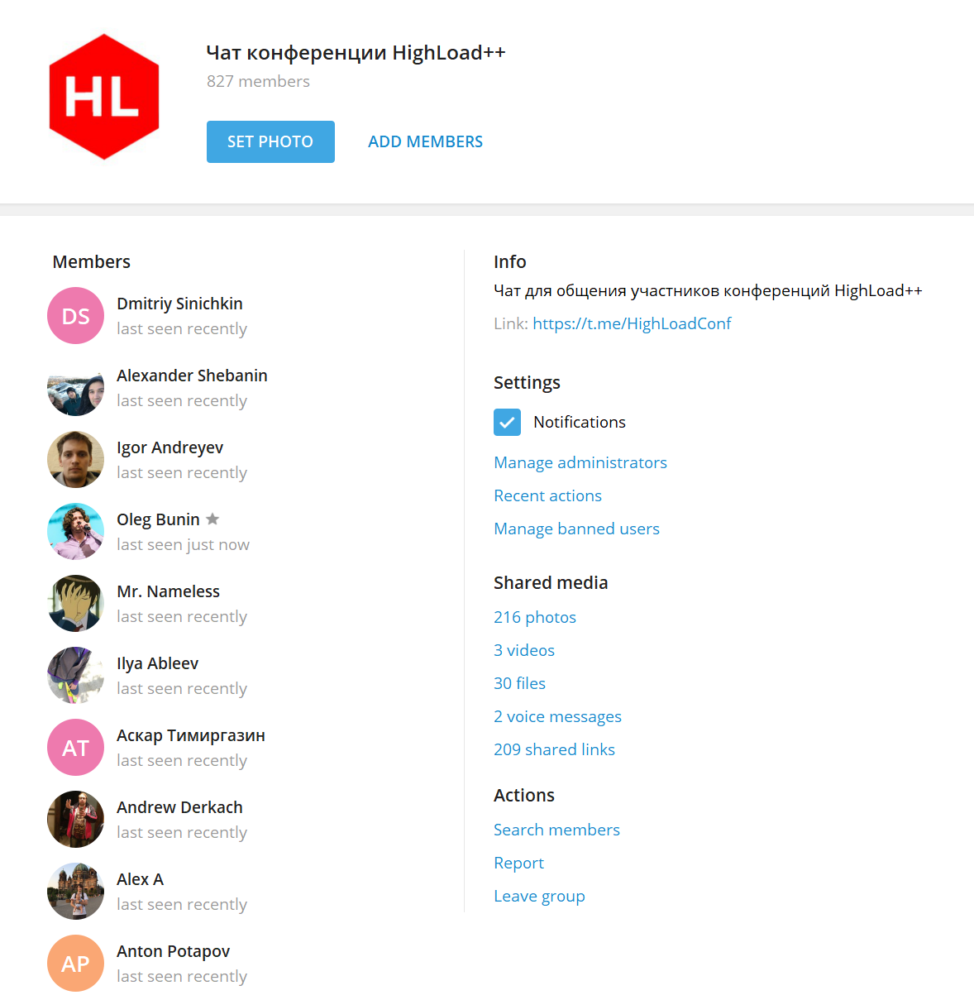 HL
Чат конференции HighLoad++
827 members
SET PHOTO
ADD MEMBERS
Members
DS
Dmitriy Sinichkin
last seen recently
Alexander Shebanin
last seen recently
Igor Andreyev
last seen recently
Oleg Bunin
last seen just now
Mr. Nameless
last seen recently
Ilya Ableev
last seen recently
AT
Аскар Тимиргазин
last seen recently
Andrew Derkach
last seen recently
Alex A
last seen recently
AP
Anton Potapov
last seen recently
Info
Чат для общения участников конференций HighLoad++
Link: https://t.me/HighLoadConf
Settings
Notifications
Manage administrators
Recent actions
Manage banned users
Shared media
216 photos
3 videos
30 files
2 voice messages
209 shared links
Actions
Search members
Report
Leave group